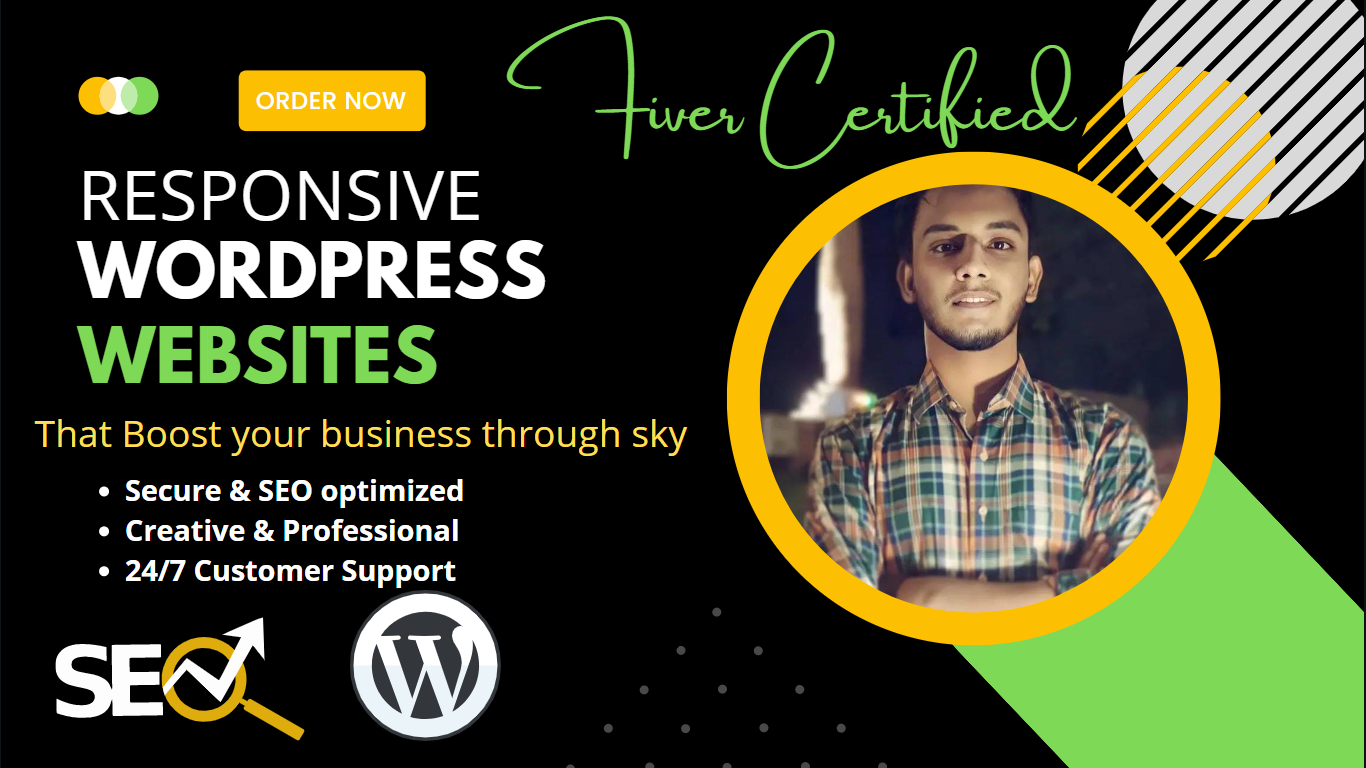 Fiver Certified
ORDER NOW
RESPONSIVE
WORDPRESS
WEBSITES
That Boost your business through sky
• Secure & SEO optimized
• Creative & Professional
• 24/7 Customer Support
SEO
W